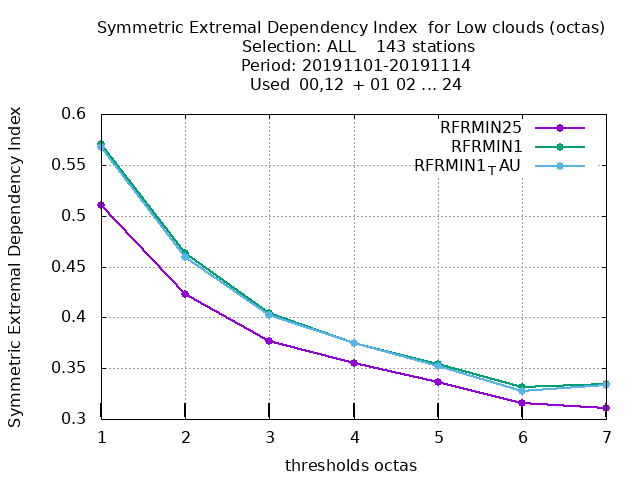 Symmetric Extremal Dependency Index  for Low clouds (octas)
Selection: ALL    143 stations
Period: 20191101-20191114
Used  00,12  + 01 02 ... 24
Symmetric Extremal Dependency Index
0.6
0.55
0.5
0.45
0.4
0.35
0.3
RFRMIN25
RFRMIN1
RFRMIN1TAU
1 2 3 4 5 6 7
thresholds octas